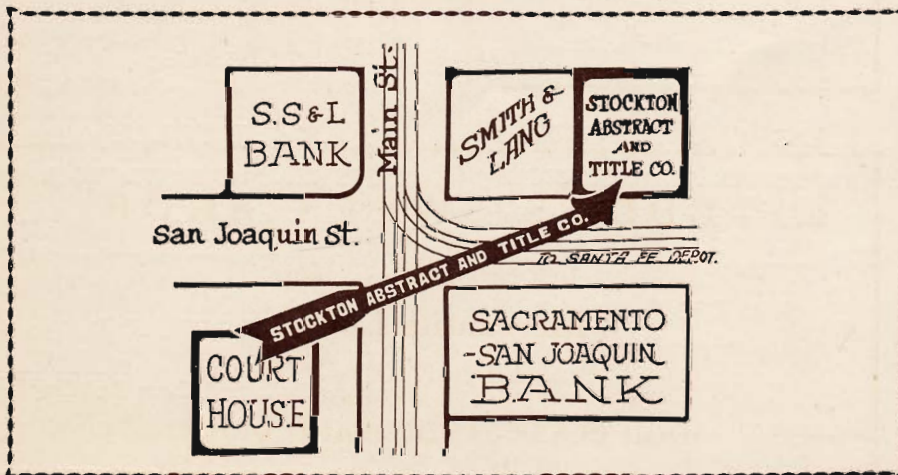 S.S & L
BANK
Main St.
SMITH &
LANG
STOCKTON
ABSTRACT
AND
TITLE CO.
San Joaquin St.
STOCKTON ABSTRACT AND TITLE CO.
TO SANTA FE DEPOT.
COURT
HOUSE
SACRAMENTO
-SAN JOAQUIN
BANK